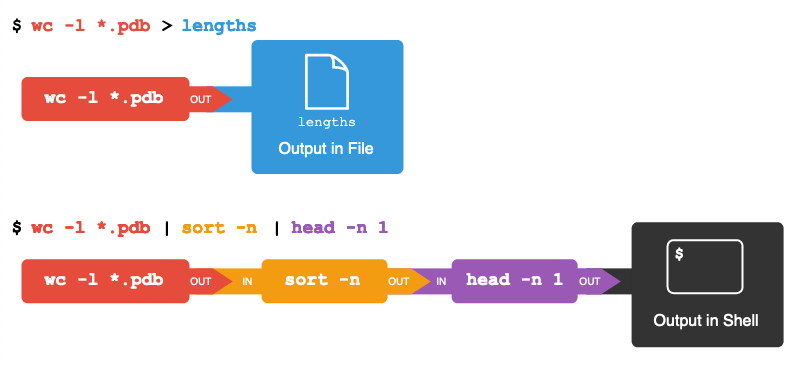 $ wc -l *.pdb > lengths
wc -l *.pdb OUT
lengths
Output in File
$ wc -l *.pdb | sort -n | head -n 1
wc -l *.pdb OUT IN sort -n OUT IN head -n 1 OUT
$
Output in Shell